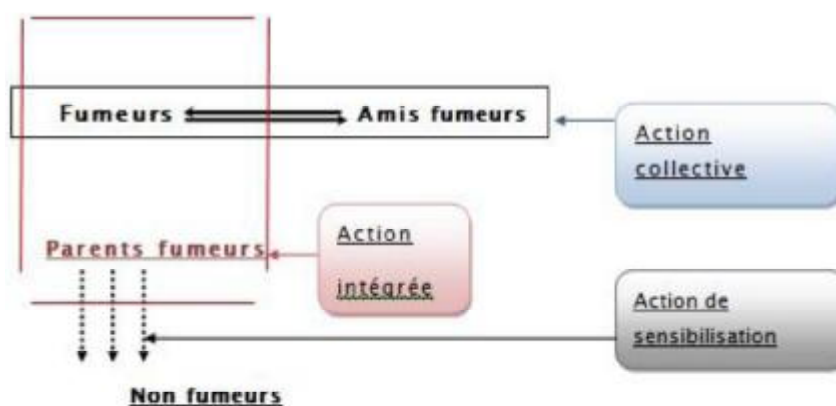 Fumeurs
Amis fumeurs
Action
collective
Parents fumeurs
Action
intégrée
Action de
sensibilisation
Non fumeurs